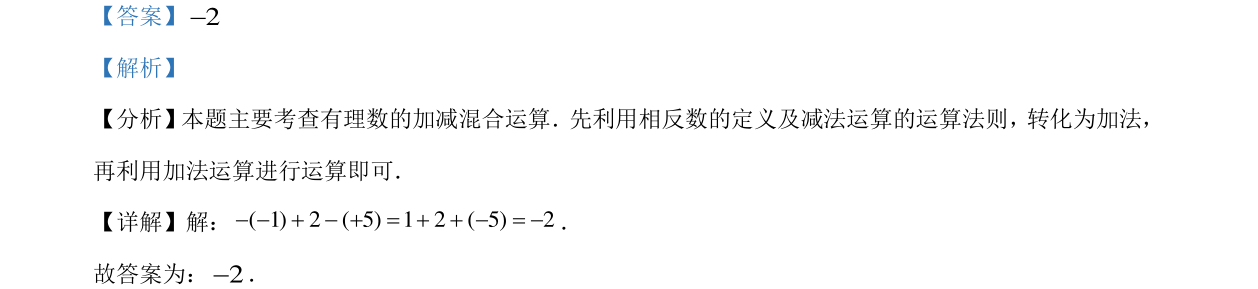 【答案】−2
【解析】
【分析】本题主要考查有理数的加减混合运算．先利用相反数的定义及减法运算的运算法则，转化为加法，
再利用加法运算进行运算即可．
【详解】解：−(−1)+2−(+5)=1+2+(−5)=−2．
故答案为：−2．